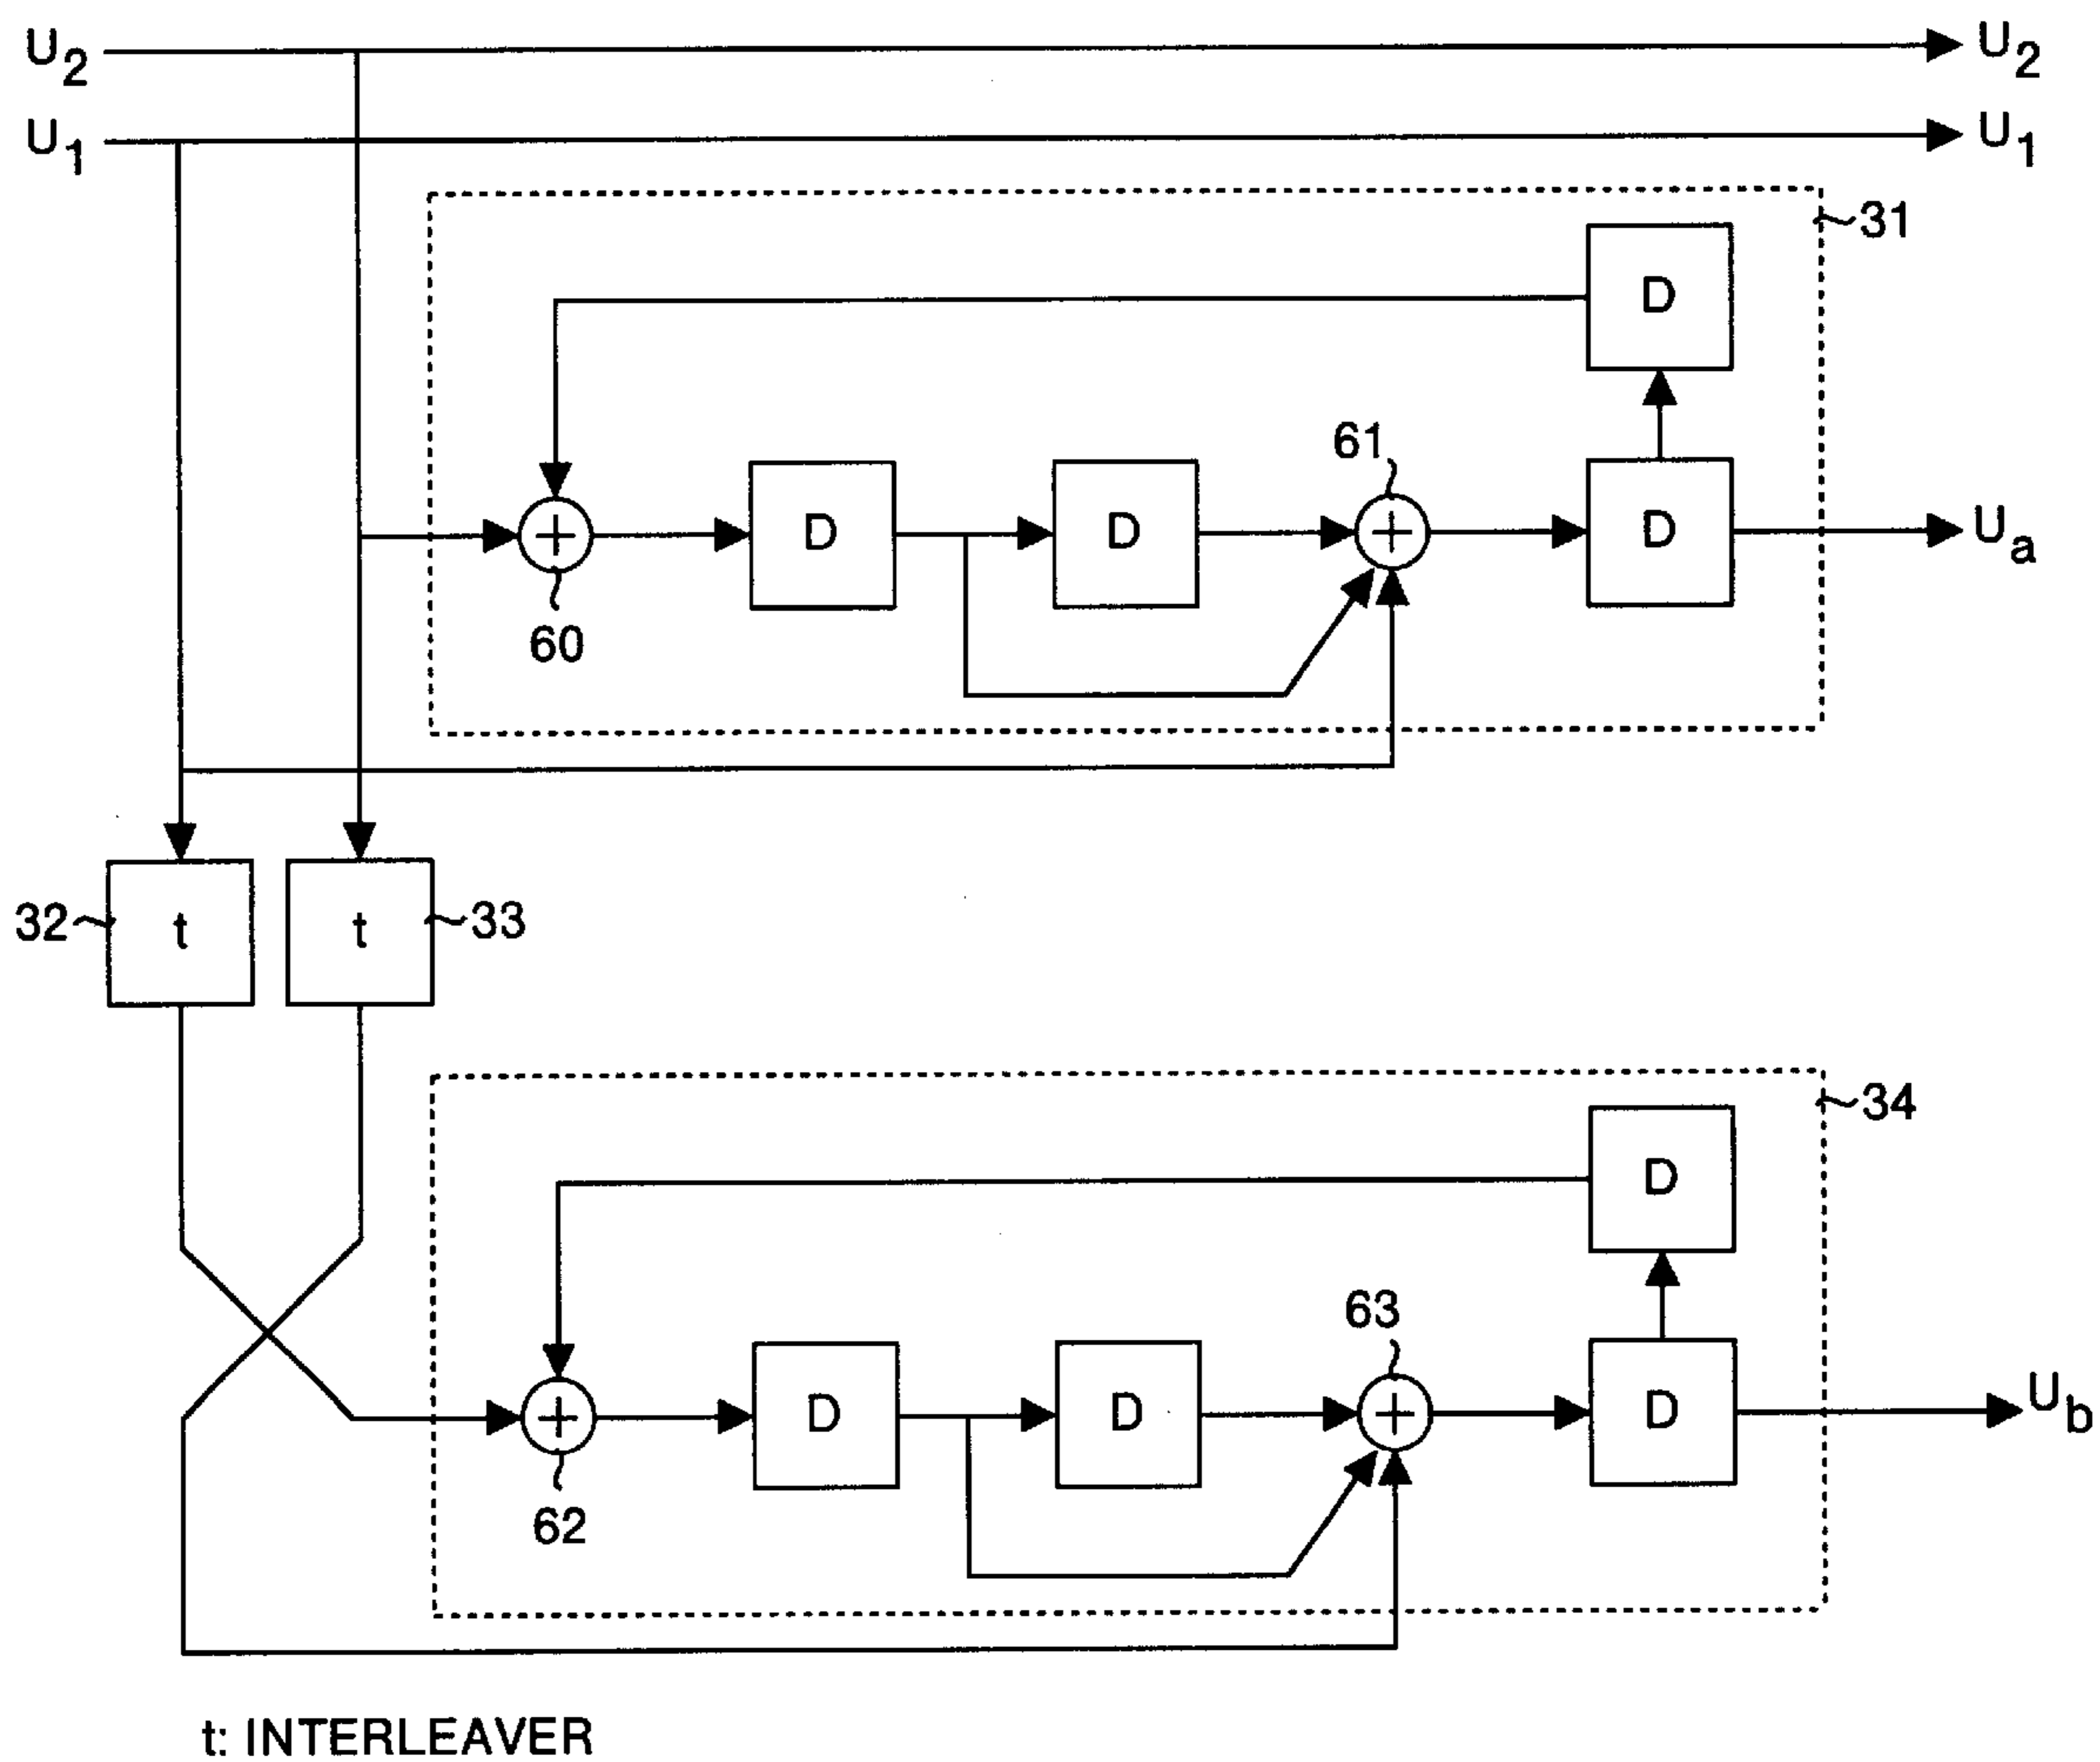 U2 U2
U1 U1
31
D
61
D D D Ua
60
32 t t 33
34
D
63
D D D Ub
62
t: INTERLEAVER